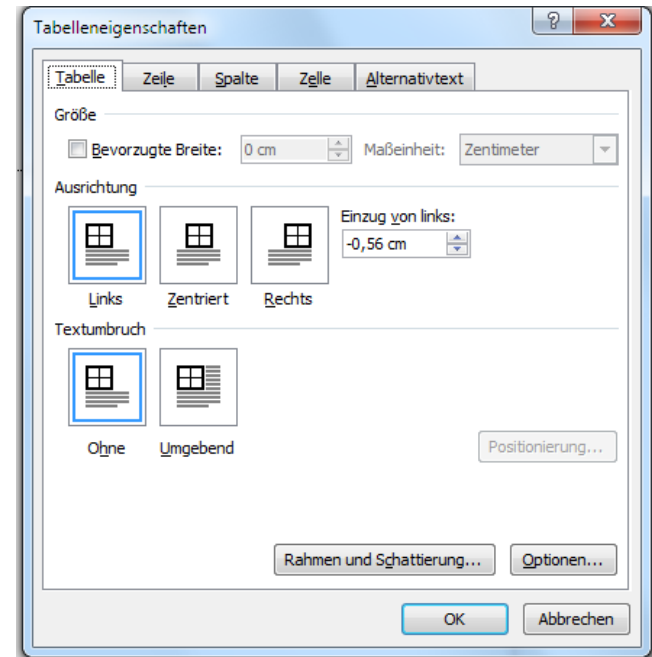 Tabelleneigenschaften
Tabelle Zeile Spalte Zelle Alternativtext
Größe
Bevorzugte Breite: 0 cm Maßeinheit: Zentimeter
Ausrichtung
Einzug von links:
-0,56 cm
Links Zentriert Rechts
Textumbruch
Ohne Umgebend Positionierung...
Rahmen und Schattierung... Optionen...
OK Abbrechen